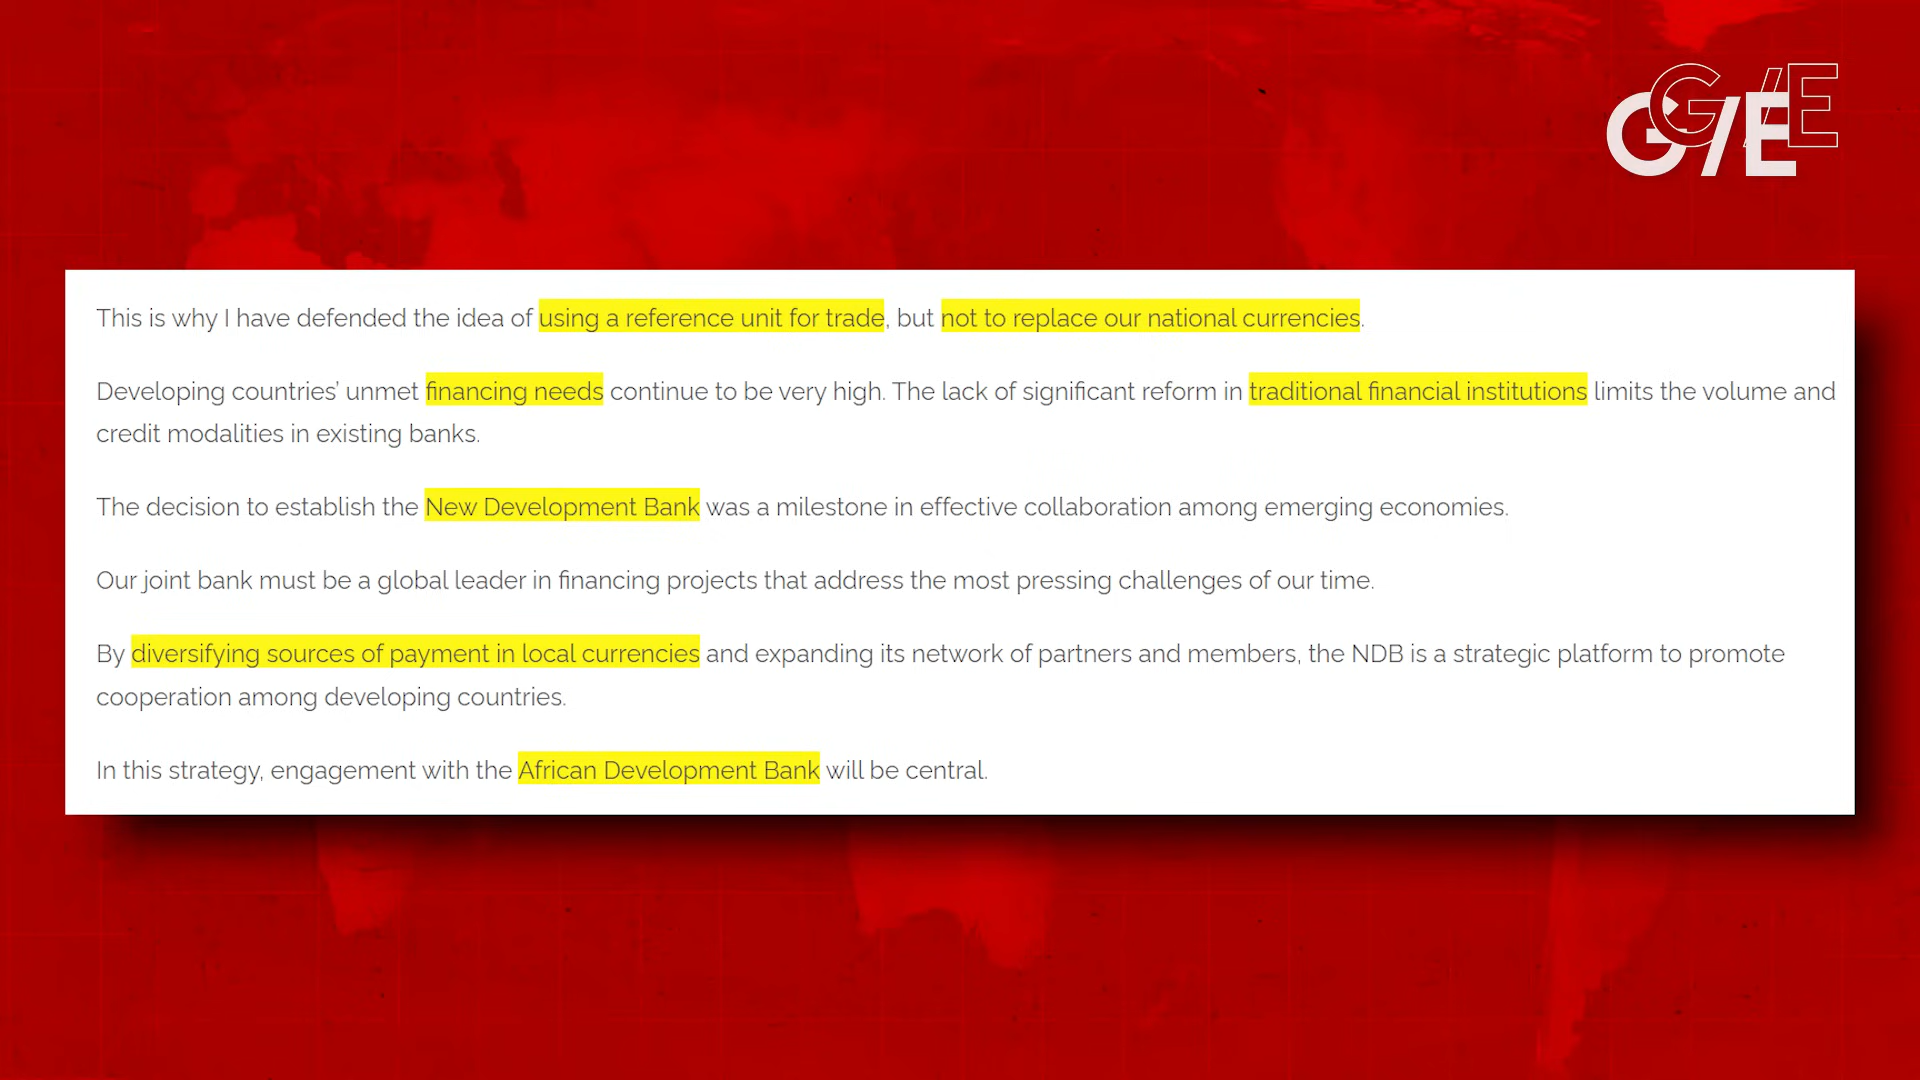 G/E
G/E
This is why I have defended the idea of using a reference unit for trade, but not to replace our national currencies.
Developing countries’ unmet financing needs continue to be very high. The lack of significant reform in traditional financial institutions limits the volume and
credit modalities in existing banks.
The decision to establish the New Development Bank was a milestone in effective collaboration among emerging economies.
Our joint bank must be a global leader in financing projects that address the most pressing challenges of our time.
By diversifying sources of payment in local currencies and expanding its network of partners and members, the NDB is a strategic platform to promote
cooperation among developing countries.
In this strategy, engagement with the African Development Bank will be central.